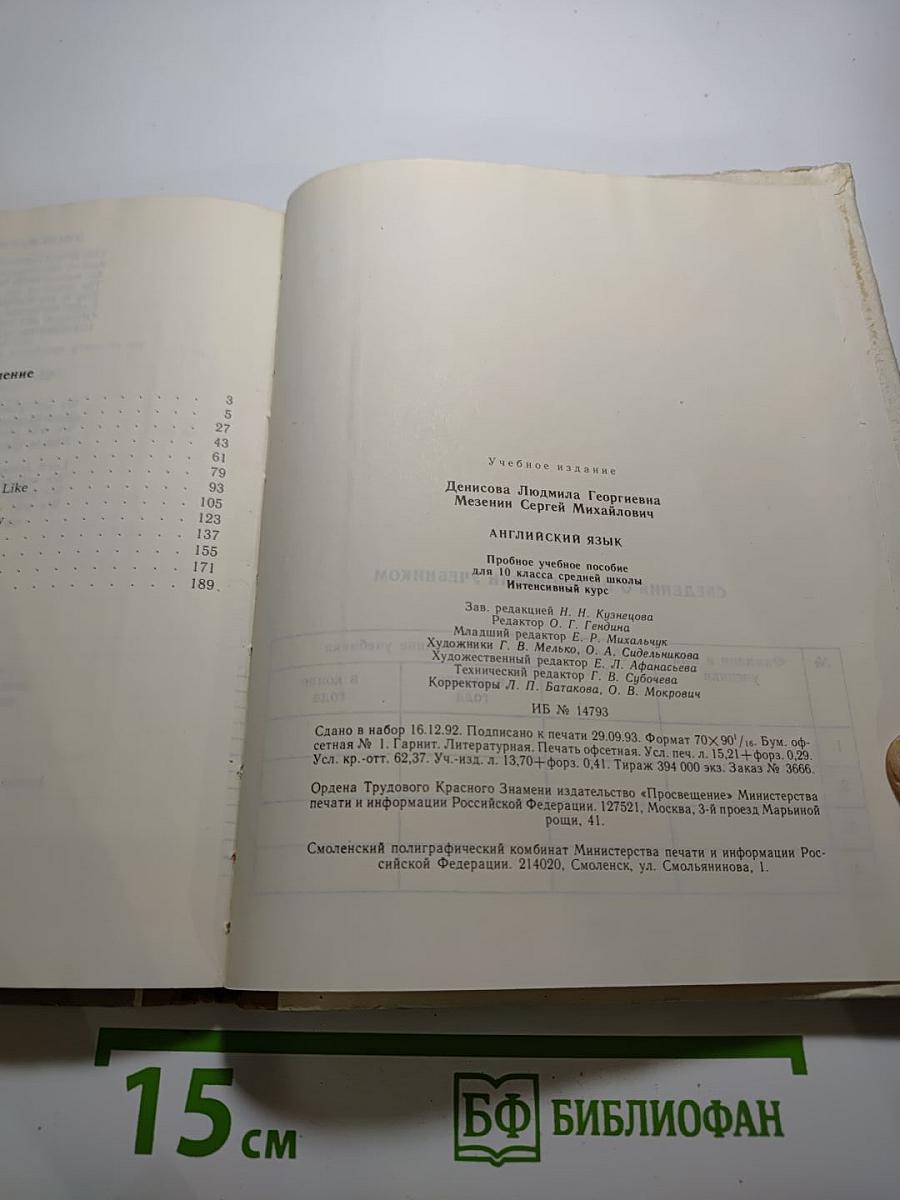 3
5
27
43
61
79
Like 93
105
123
137
155
171
189
Учебное издание
Денисова Людмила Георгиевна
Мезенин Сергей Михайлович
АНГЛИЙСКИЙ ЯЗЫК
Пробное учебное пособие
для 10 класса средней школы
Интенсивный курс
Зав. редакцией Н. Н. Кузнецова
Редактор О. Г. Гендина
Младший редактор Е. Р. Михальчук
Художники Г. В. Мелько, О. А. Сидельникова
Художественный редактор Е. Л. Афанасьева
Технический редактор Г. В. Субочева
Корректоры Л. П. Батакова, О. В. Мокрович
ИБ № 14793
Сдано в набор 16.12.92. Подписано к печати 29.09.93. Формат 70×90¹/₁₆. Бум. оф-
сетная № 1. Гарнит. Литературная. Печать офсетная. Усл. печ. л. 15,21+форз. 0,29.
Усл. кр.-отт. 62,37. Уч.-изд. л. 13,70+форз. 0,41. Тираж 394 000 экз. Заказ № 3666.
Ордена Трудового Красного Знамени издательство «Просвещение» Министерства
печати и информации Российской Федерации. 127521, Москва, 3-й проезд Марьиной
рощи, 41.
Смоленский полиграфический комбинат Министерства печати и информации Рос-
сийской Федерации. 214020, Смоленск, ул. Смольянинова, 1.
15 см
БФ БИБЛИОФАН